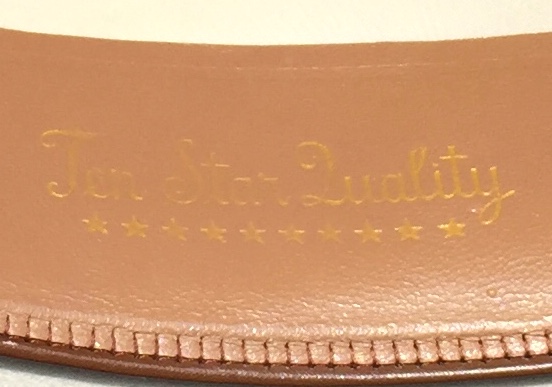 Ten Star Quality
★ ★ ★ ★ ★ ★ ★ ★ ★ ★